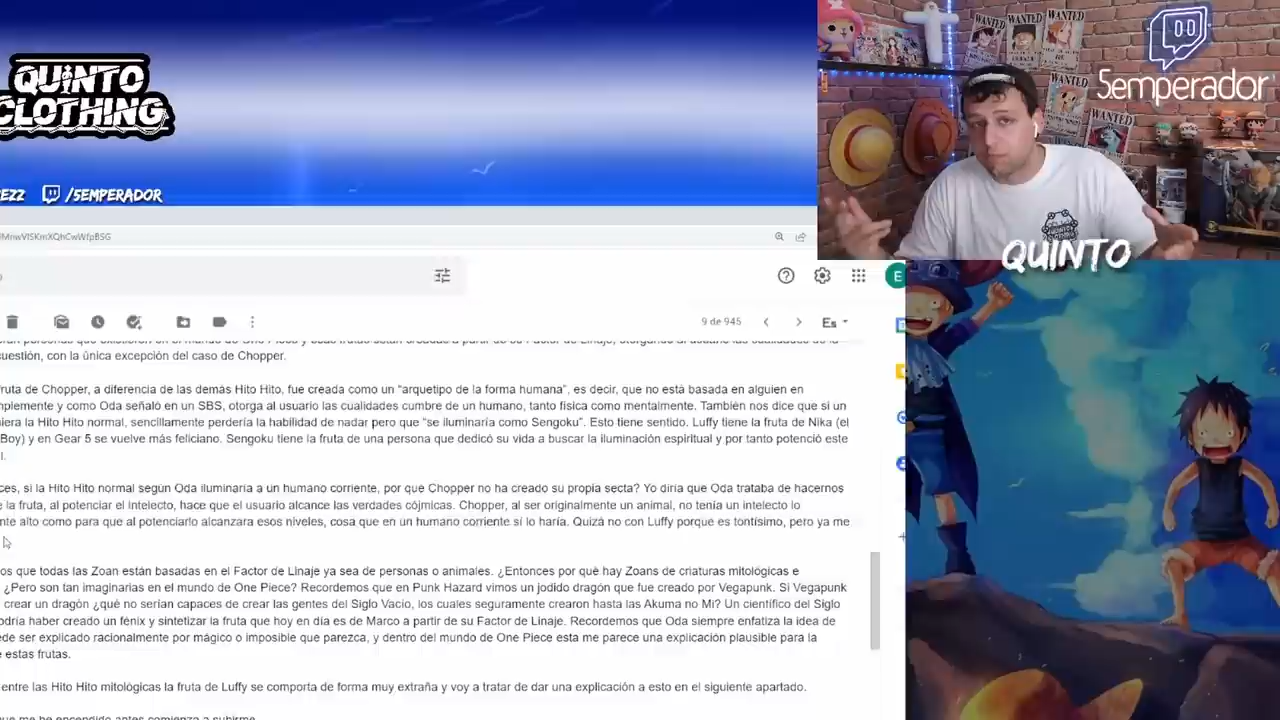 QUINTO
CLOTHING
EZZ /5EMPERADOR
WANTED WANTED WANTED
WANTED
WANTED
5emperador
QUINTO
9 de 945
Es
E
cuestión, con la única excepción del caso de Chopper.
ruta de Chopper, a diferencia de las demás Hito Hito, fue creada como un "arquetipo de la forma humana", es decir, que no está basada en alguien en
nplemente y como Oda señaló en un SBS, otorga al usuario las cualidades cumbre de un humano, tanto física como mentalmente. También nos dice que si un
niera la Hito Hito normal, sencillamente perdería la habilidad de nadar pero que "se iluminaría como Sengoku". Esto tiene sentido. Luffy tiene la fruta de Nika (el
Boy) y en Gear 5 se vuelve más feliciano. Sengoku tiene la fruta de una persona que dedicó su vida a buscar la iluminación espiritual y por tanto potenció este
l.
ces, si la Hito Hito normal según Oda iluminaria a un humano corriente, por que Chopper no ha creado su propia secta? Yo diría que Oda trataba de hacernos
e la fruta, al potenciar el intelecto, hace que el usuario alcance las verdades cójmicas. Chopper, al ser originalmente un animal, no tenía un intelecto lo
nte alto como para que al potenciarlo alcanzara esos niveles, cosa que en un humano corriente sí lo haría. Quizá no con Luffy porque es tontísimo, pero ya me
os que todas las Zoan están basadas en el Factor de Linaje ya sea de personas o animales. ¿Entonces por qué hay Zoans de criaturas mitológicas e
¿Pero son tan imaginarias en el mundo de One Piece? Recordemos que en Punk Hazard vimos un jodido dragón que fue creado por Vegapunk. Si Vegapunk
crear un dragón ¿qué no serían capaces de crear las gentes del Siglo Vacío, los cuales seguramente crearon hasta las Akuma no Mi? Un científico del Siglo
odría haber creado un fénix y sintetizar la fruta que hoy en día es de Marco a partir de su Factor de Linaje. Recordemos que Oda siempre enfatiza la idea de
ede ser explicado racionalmente por mágico o imposible que parezca, y dentro del mundo de One Piece esta me parece una explicación plausible para la
e estas frutas.
entre las Hito Hito mitológicas la fruta de Luffy se comporta de forma muy extraña y voy a tratar de dar una explicación a esto en el siguiente apartado.